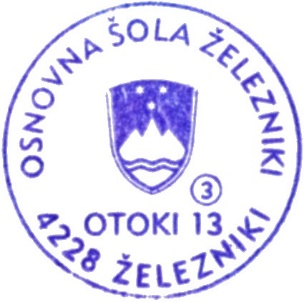 OSNOVNA ŠOLA ŽELEZNIKI
3
OTOKI 13
4228 ŽELEZNIKI